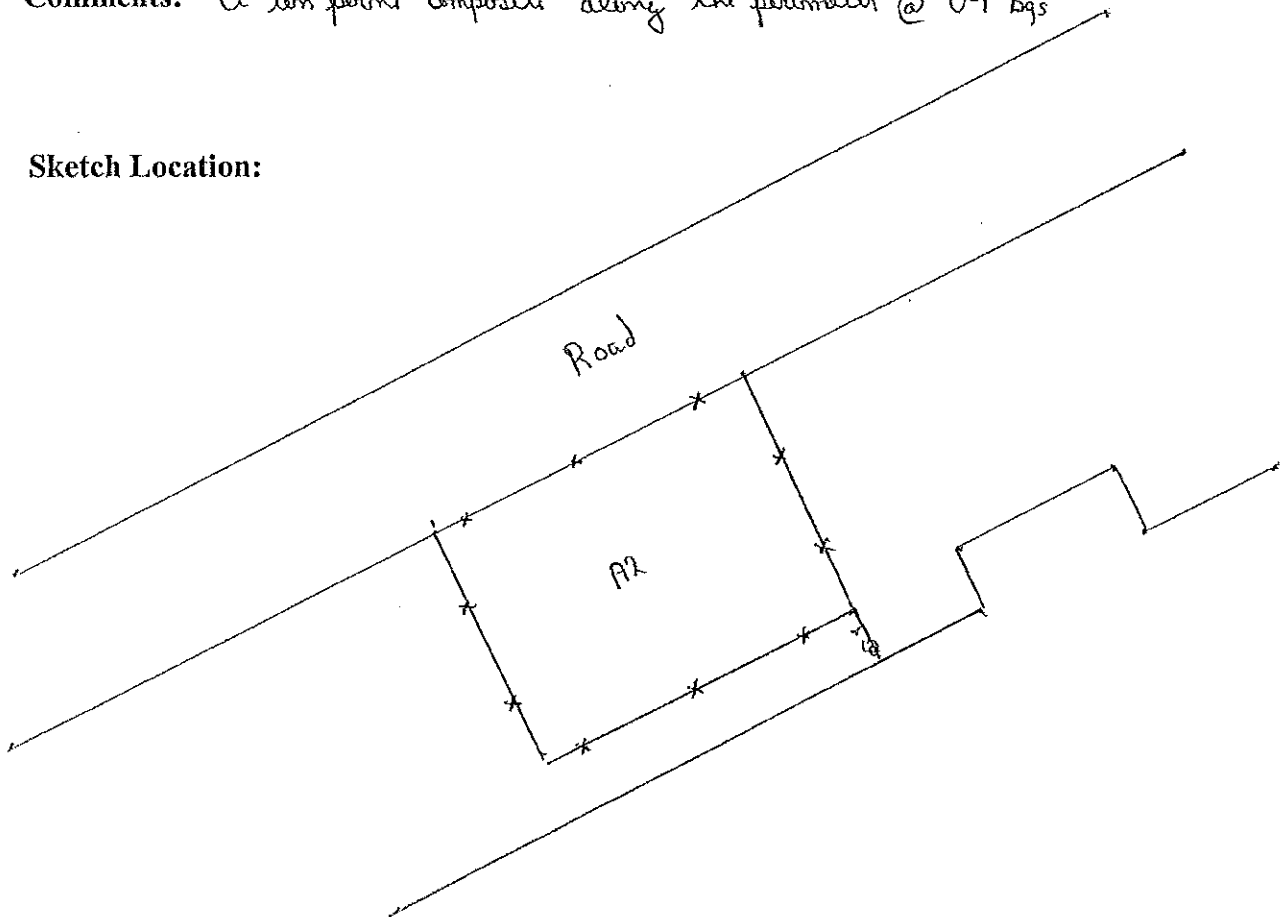 Comments: A ten point composite along the perimeter @ 0-1 bgs
Sketch Location:
Road
A2